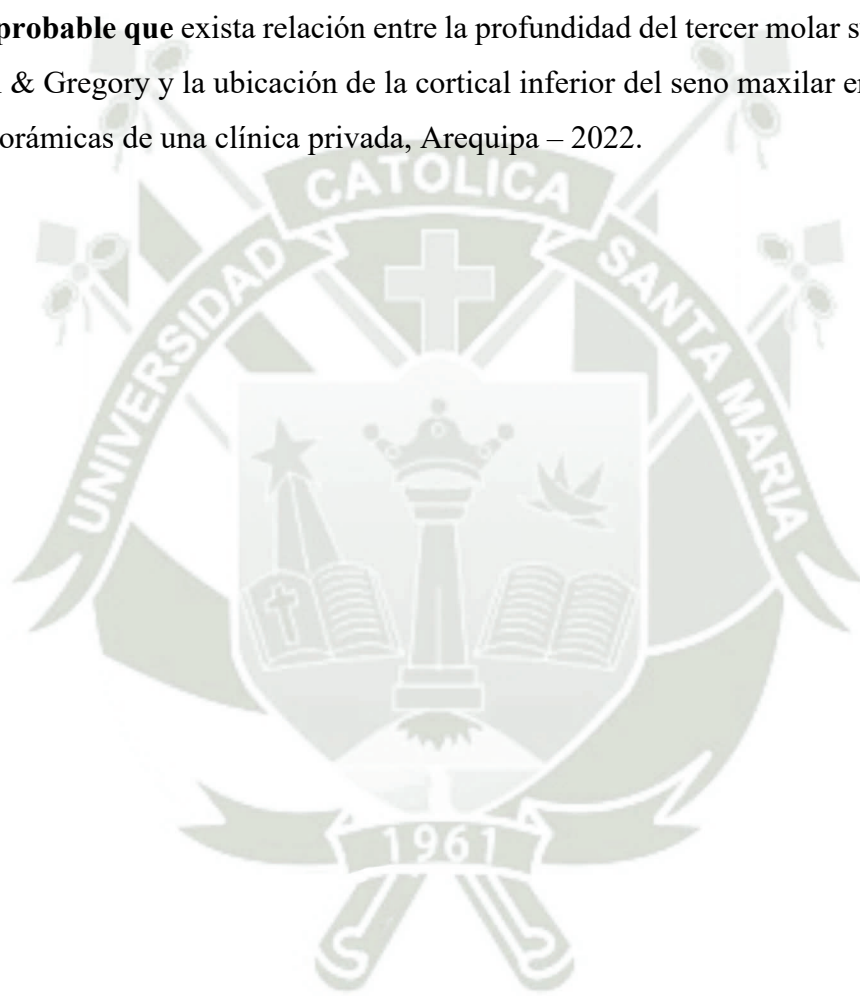 probable que exista relación entre la profundidad del tercer molar s
& Gregory y la ubicación de la cortical inferior del seno maxilar e
orámicas de una clínica privada, Arequipa – 2022.
CATOLICA
UNIVERSIDAD
SANTA MARIA
1961